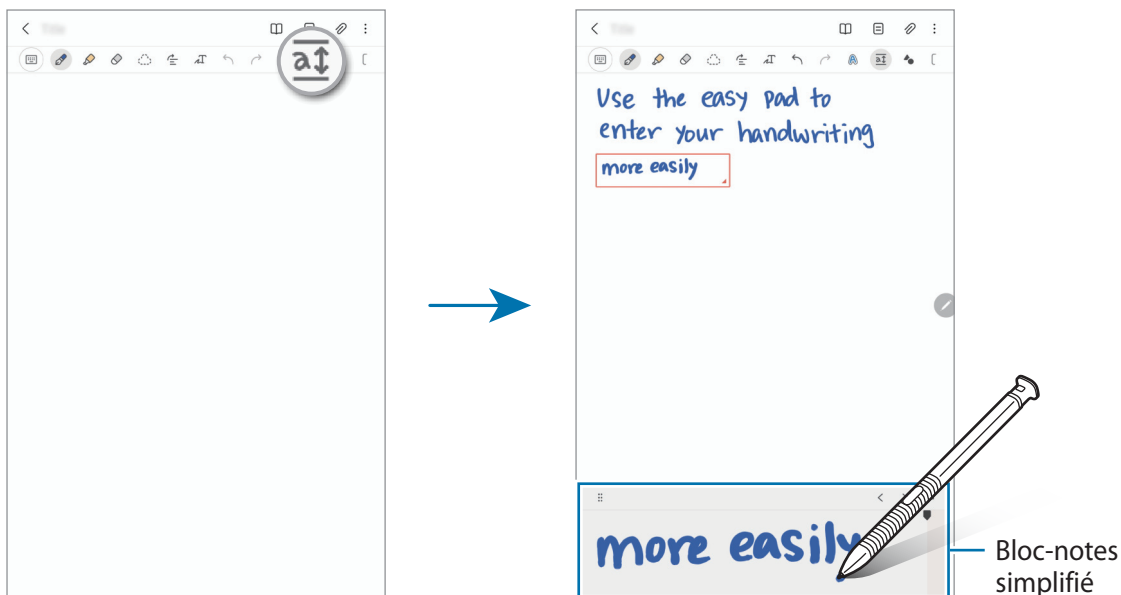 Use the easy pad to
enter your handwriting
more easily
more easily
Bloc-notes
simplifié